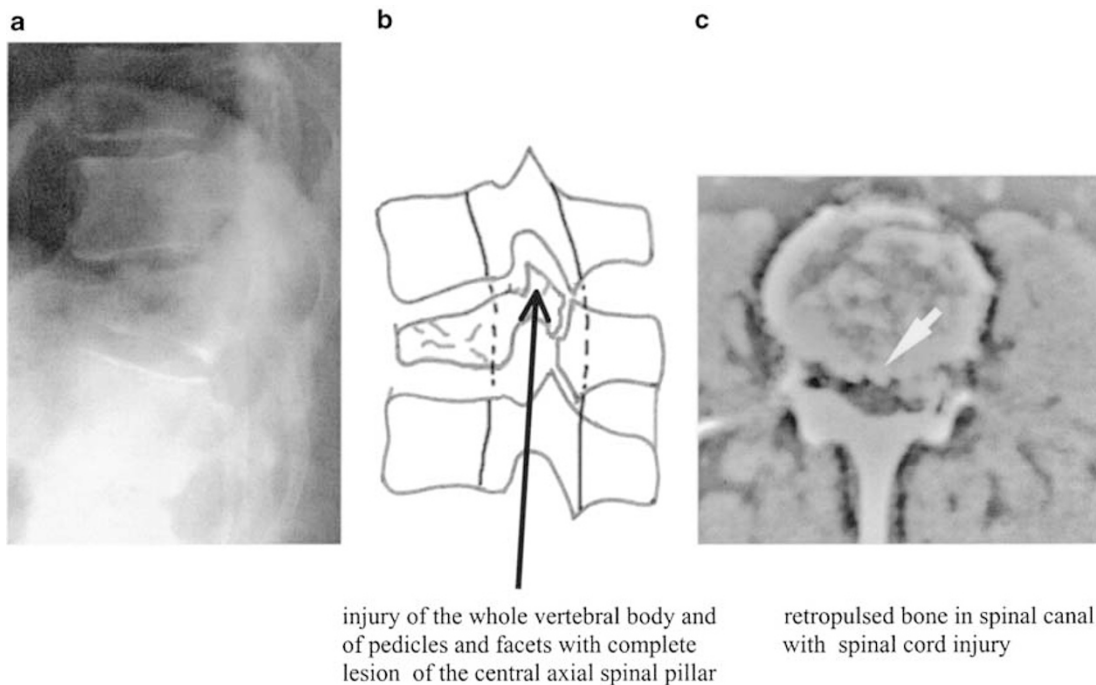 a
b
c
injury of the whole vertebral body and
of pedicles and facets with complete
lesion of the central axial spinal pillar
retropulsed bone in spinal canal
with spinal cord injury